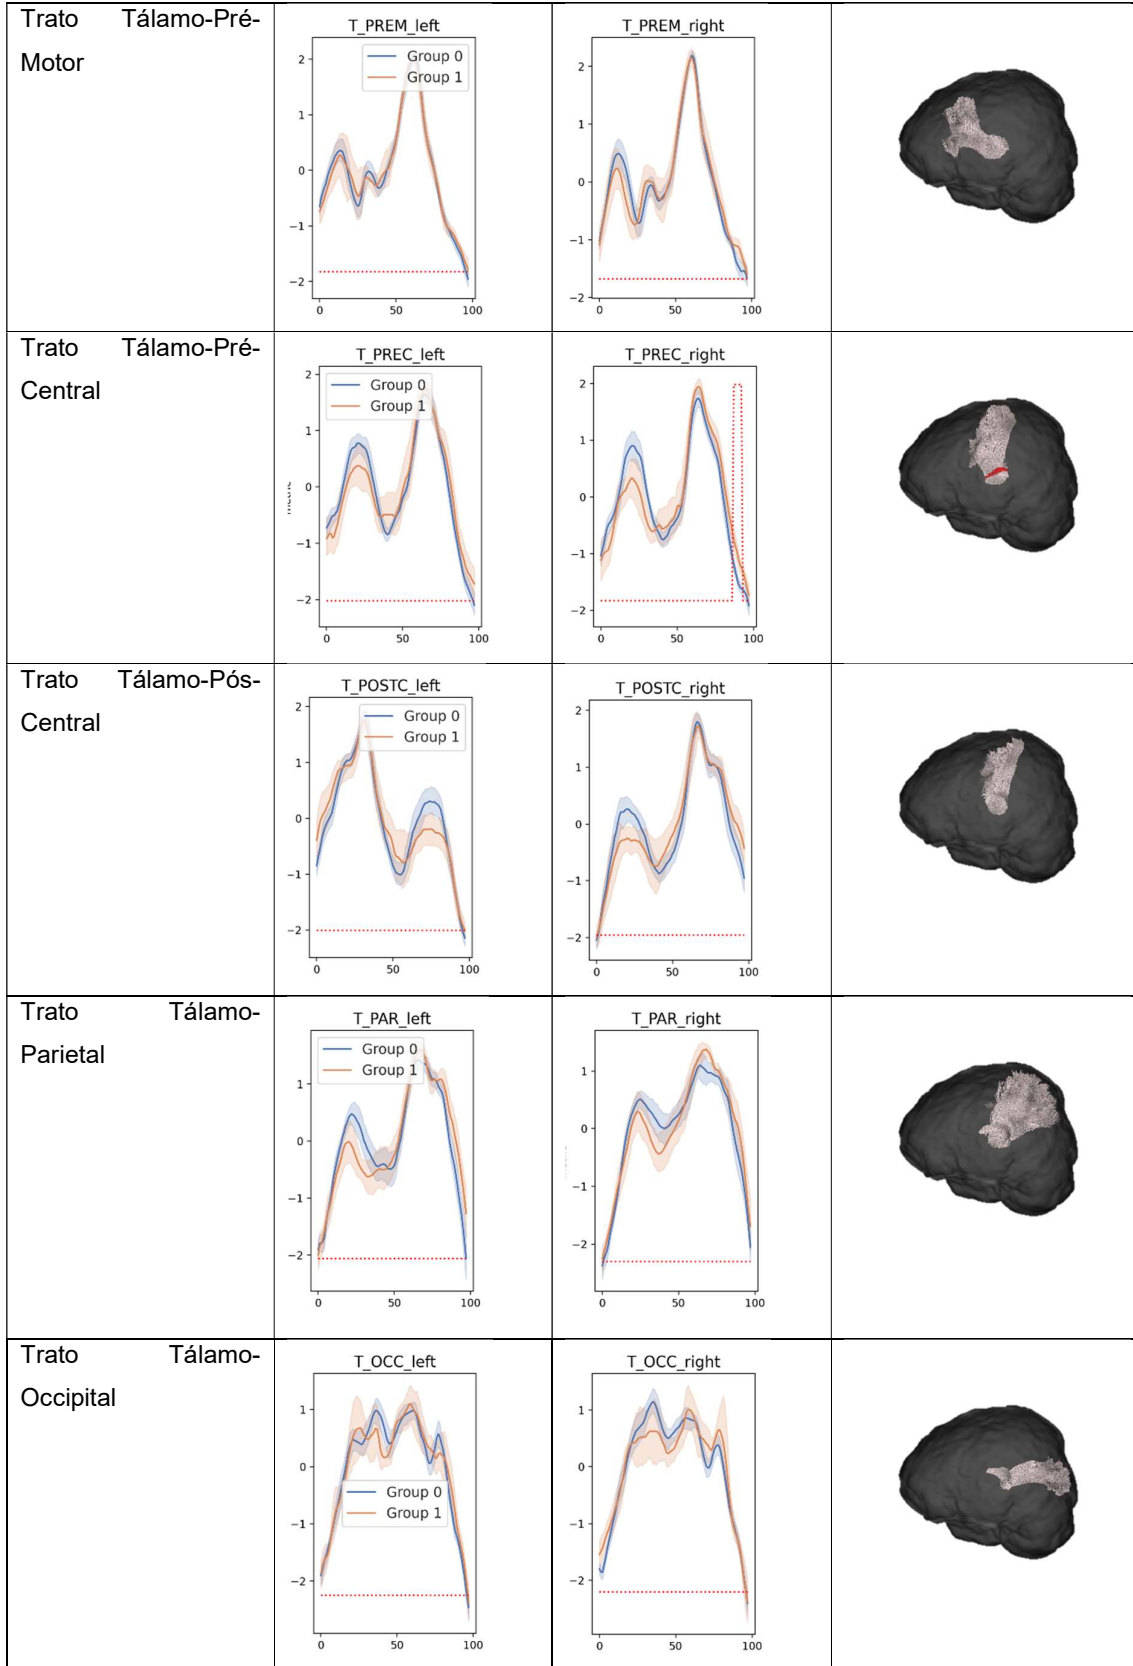 Trato Tálamo-Pré-
Motor
T_PREM_left
Group 0
Group 1
2
1
0
−1
−2
0 50 100
T_PREM_right
2
1
0
−1
−2
0 50 100
Trato Tálamo-Pré-
Central
T_PREC_left
Group 0
Group 1
2
1
0
−1
−2
0 50 100
T_PREC_right
2
1
0
−1
−2
0 50 100
Trato Tálamo-Pós-
Central
T_POSTC_left
Group 0
Group 1
2
1
0
−1
−2
0 50 100
T_POSTC_right
2
1
0
−1
−2
0 50 100
Trato Tálamo-
Parietal
T_PAR_left
Group 0
Group 1
1
0
−1
−2
0 50 100
T_PAR_right
1
0
−1
−2
0 50 100
Trato Tálamo-
Occipital
T_OCC_left
1
0
Group 0
Group 1
−1
−2
0 50 100
T_OCC_right
1
0
−1
−2
0 50 100